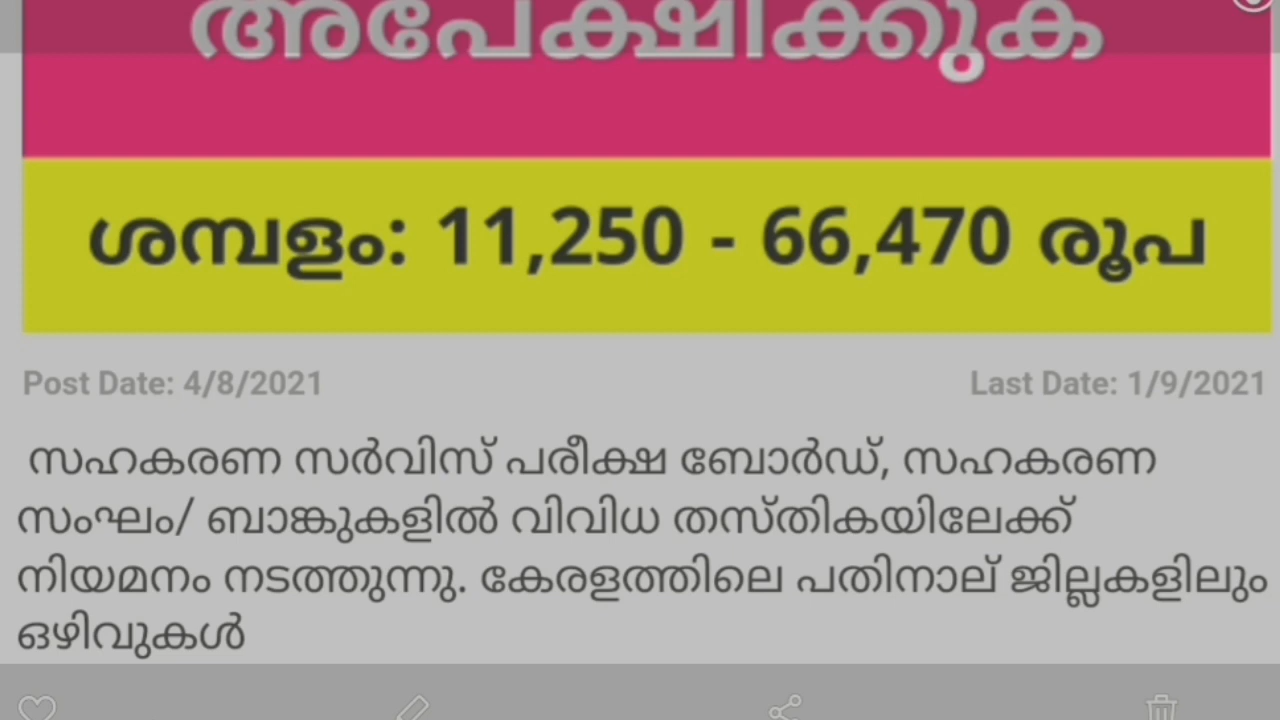 അപേക്ഷിക്കുക
ശമ്പളം: 11,250 - 66,470 രൂപ
Post Date: 4/8/2021
Last Date: 1/9/2021
സഹകരണ സർവിസ് പരീക്ഷ ബോർഡ്, സഹകരണ
സംഘം/ ബാങ്കുകളിൽ വിവിധ തസ്തികയിലേക്ക്
നിയമനം നടത്തുന്നു. കേരളത്തിലെ പതിനാല് ജില്ലകളിലും
ഒഴിവുകൾ